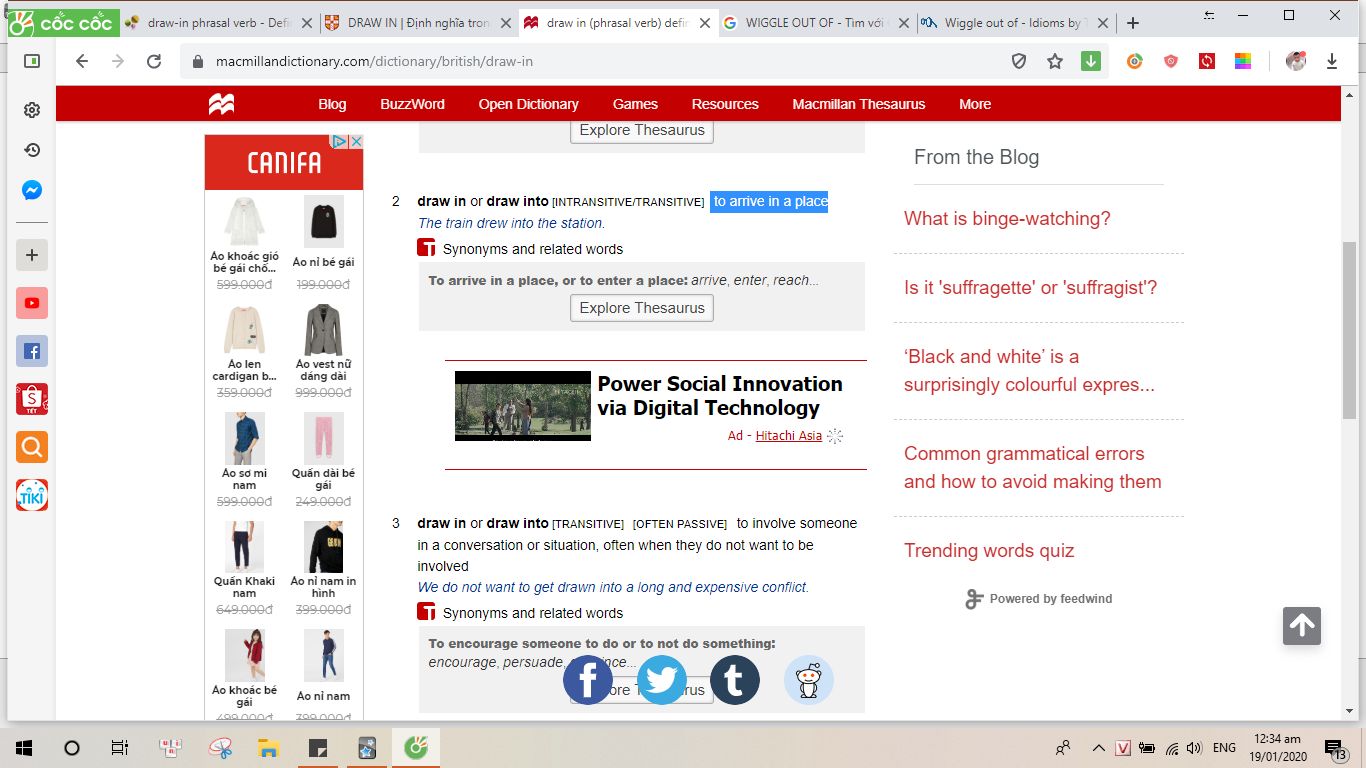 cốc cốc
draw-in phrasal verb - Defin
DRAW IN | Định nghĩa tron
draw in (phrasal verb) defin
WIGGLE OUT OF - Tìm với
Wiggle out of - Idioms by T
macmillandictionary.com/dictionary/british/draw-in
Blog BuzzWord Open Dictionary Games Resources Macmillan Thesaurus More
Explore Thesaurus
2 draw in or draw into [INTRANSITIVE/TRANSITIVE] to arrive in a place
The train drew into the station.
Synonyms and related words
To arrive in a place, or to enter a place: arrive, enter, reach...
Explore Thesaurus
Power Social Innovation
via Digital Technology
Ad - Hitachi Asia
3 draw in or draw into [TRANSITIVE] [OFTEN PASSIVE] to involve someone
in a conversation or situation, often when they do not want to be
involved
We do not want to get drawn into a long and expensive conflict.
Synonyms and related words
To encourage someone to do or to not do something:
encourage, persuade,
CANIFA
Áo khoác gió
bé gái chố...
599.000đ
Áo nỉ bé gái
199.000đ
Áo len
cardigan b...
359.000đ
Áo vest nữ
dáng dài
999.000đ
Áo sơ mi
nam
599.000đ
Quần dài bé
gái
249.000đ
Quần Khaki
nam
649.000đ
Áo nỉ nam in
hình
399.000đ
Áo khoác bé
gái
499.000đ
Áo nỉ nam
399.000đ
From the Blog
What is binge-watching?
Is it 'suffragette' or 'suffragist'?
‘Black and white’ is a
surprisingly colourful expres...
Common grammatical errors
and how to avoid making them
Trending words quiz
Powered by feedwind
TẾT
TIKI
ENG
12:34 am
19/01/2020
13